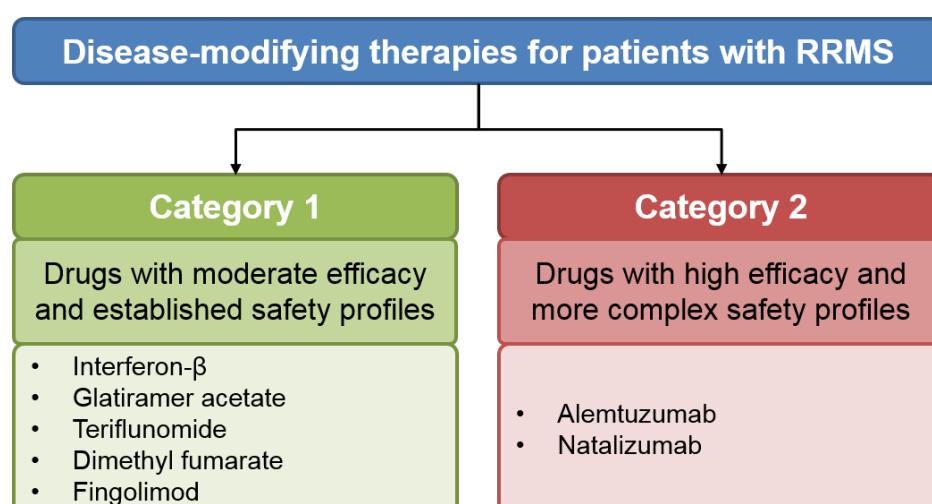 Disease-modifying therapies for patients with RRMS
Category 1
Drugs with moderate efficacy
and established safety profiles
• Interferon-β
• Glatiramer acetate
• Teriflunomide
• Dimethyl fumarate
• Fingolimod
Category 2
Drugs with high efficacy and
more complex safety profiles
• Alemtuzumab
• Natalizumab